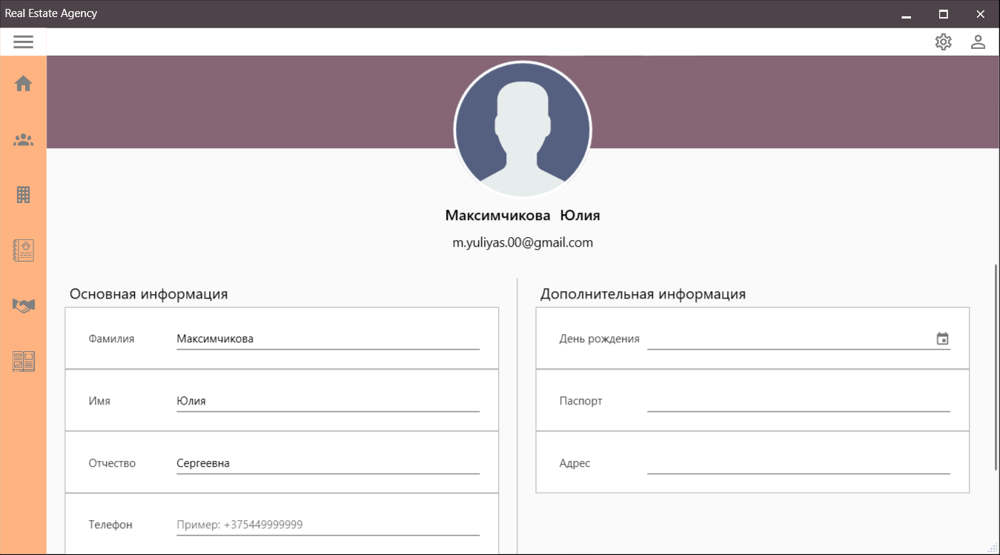 Real Estate Agency
Максимчикова Юлия
m.yuliyas.00@gmail.com
Основная информация
Фамилия Максимчикова
Имя Юлия
Отчество Сергеевна
Телефон Пример: +375449999999
Дополнительная информация
День рождения
Паспорт
Адрес